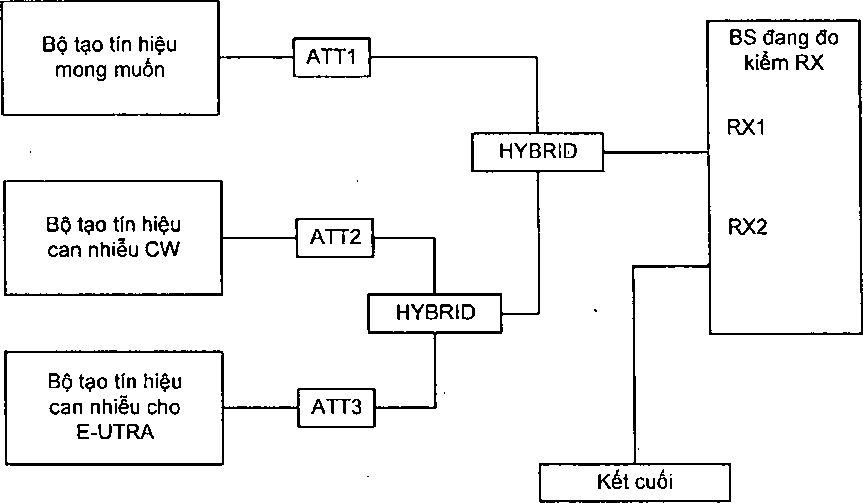 Bộ tạo tín hiệu
mong muốn
ATT1
BS đang đo
kiểm RX
RX1
HYBRID
Bộ tạo tín hiệu
can nhiễu CW
ATT2
RX2
HYBRID
Bộ tạo tín hiệu
can nhiễu cho
E-UTRA
ATT3
Kết cuối